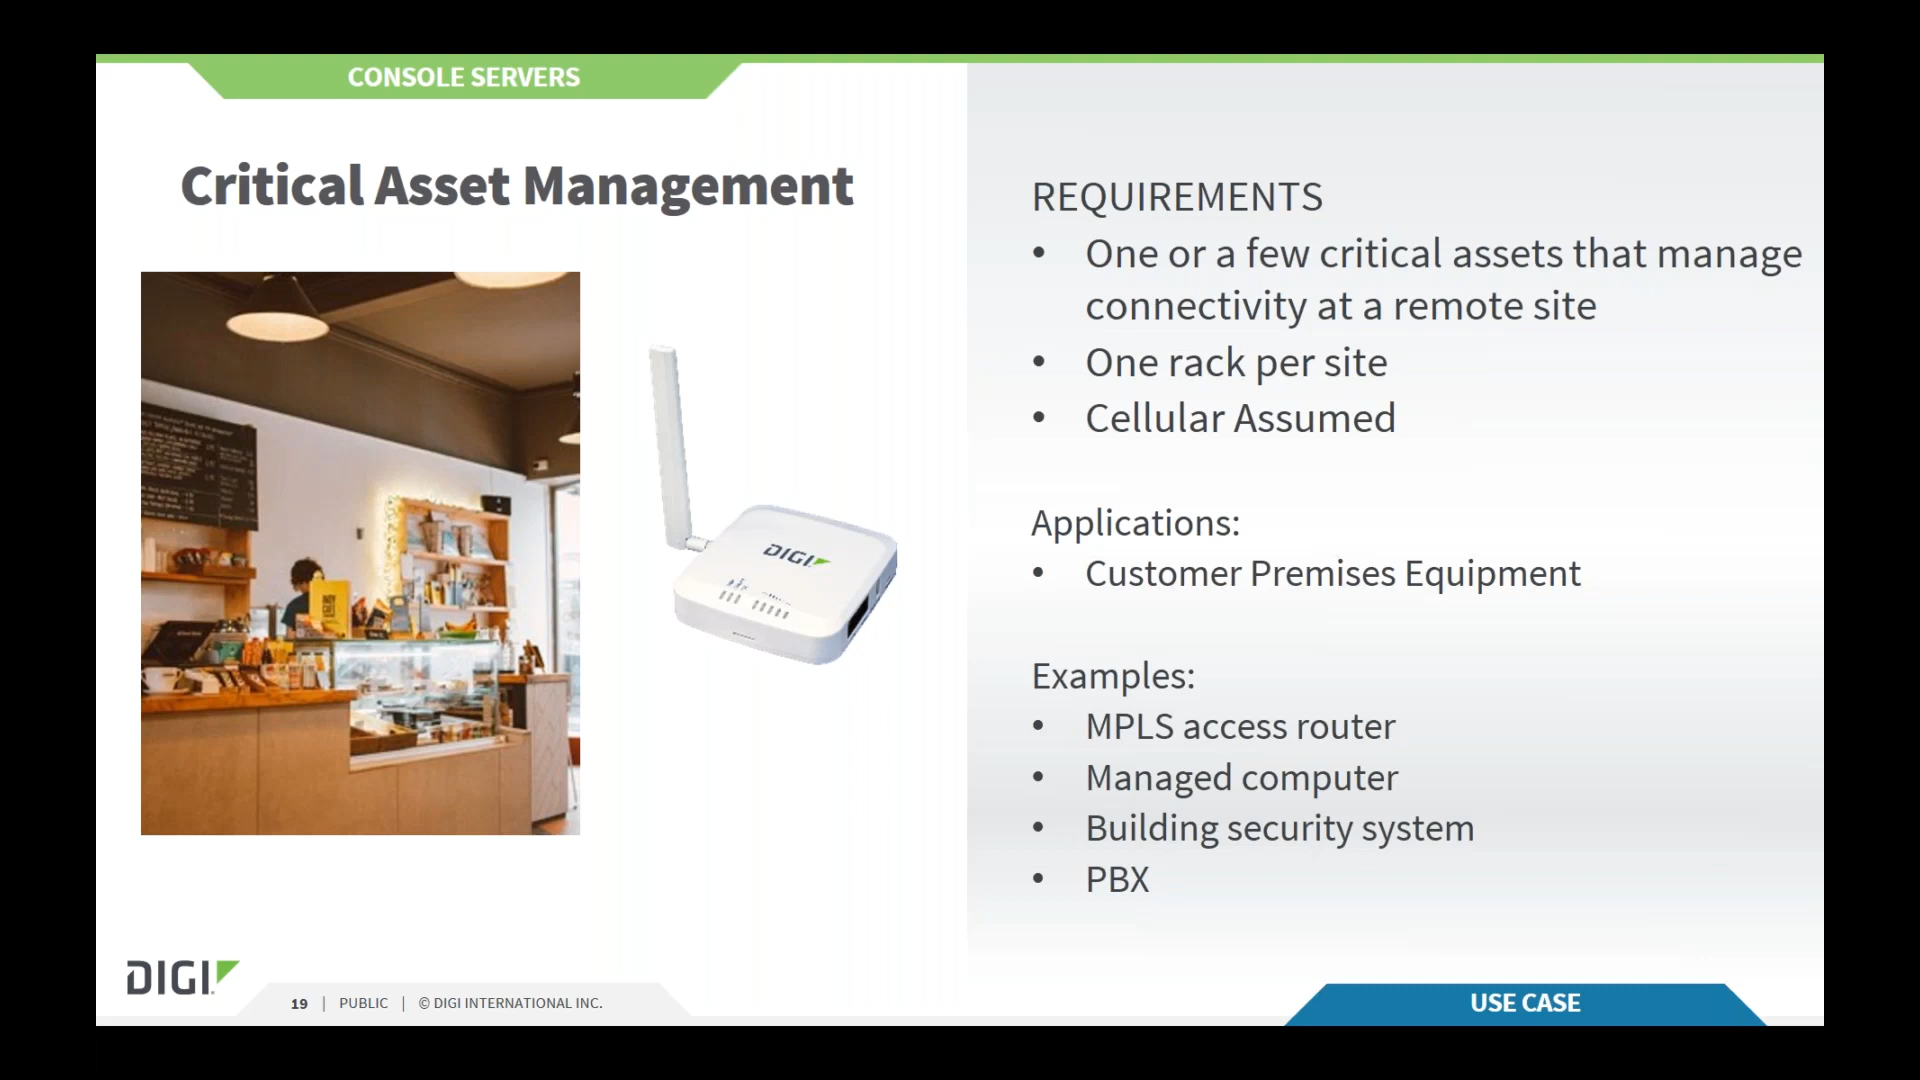 CONSOLE SERVERS
Critical Asset Management
DIGI
REQUIREMENTS
• One or a few critical assets that manage
connectivity at a remote site
• One rack per site
• Cellular Assumed
Applications:
• Customer Premises Equipment
Examples:
• MPLS access router
• Managed computer
• Building security system
• PBX
DIGI
19 | PUBLIC | © DIGI INTERNATIONAL INC.
USE CASE